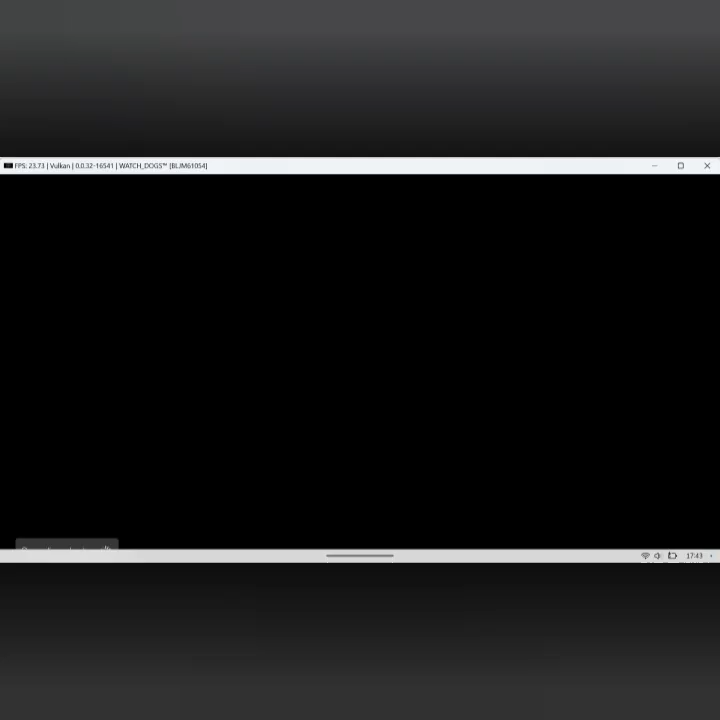 FPS: 23.73 | Vulkan | 0.0.32-16541 | WATCH_DOGS™ [BLJM61054]
17:43